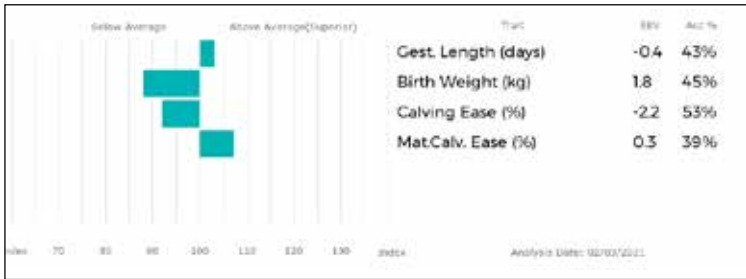 Below Average Above Average(Superior) Trait EBV Acc %
Gest. Length (days) -0.4 43%
Birth Weight (kg) 1.8 45%
Calving Ease (%) -2.2 53%
Mat.Calv. Ease (%) 0.3 39%
Index 70 80 90 100 110 120 130 Index Analysis Date: 02/03/2021